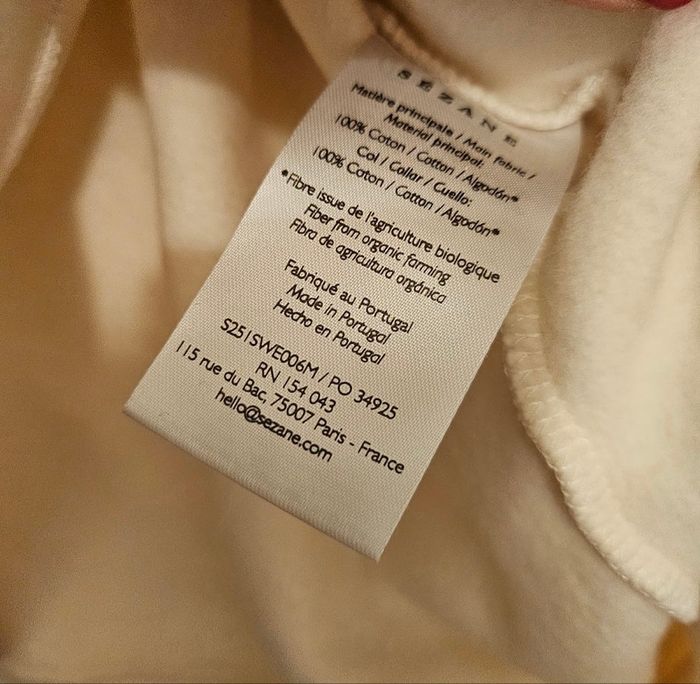 SEZANE
Matière principale / Main fabric /
Material principal:
100% Coton / Cotton / Algodón*
Col / Collar / Cuello:
100% Coton / Cotton / Algodón*
*Fibre issue de l'agriculture biologique
Fiber from organic farming
Fibra de agricultura orgánica
Fabriqué au Portugal
Made in Portugal
Hecho en Portugal
S251SWE006M / PO 34925
RN 154 043
115 rue du Bac, 75007 Paris - France
hello@sezane.com